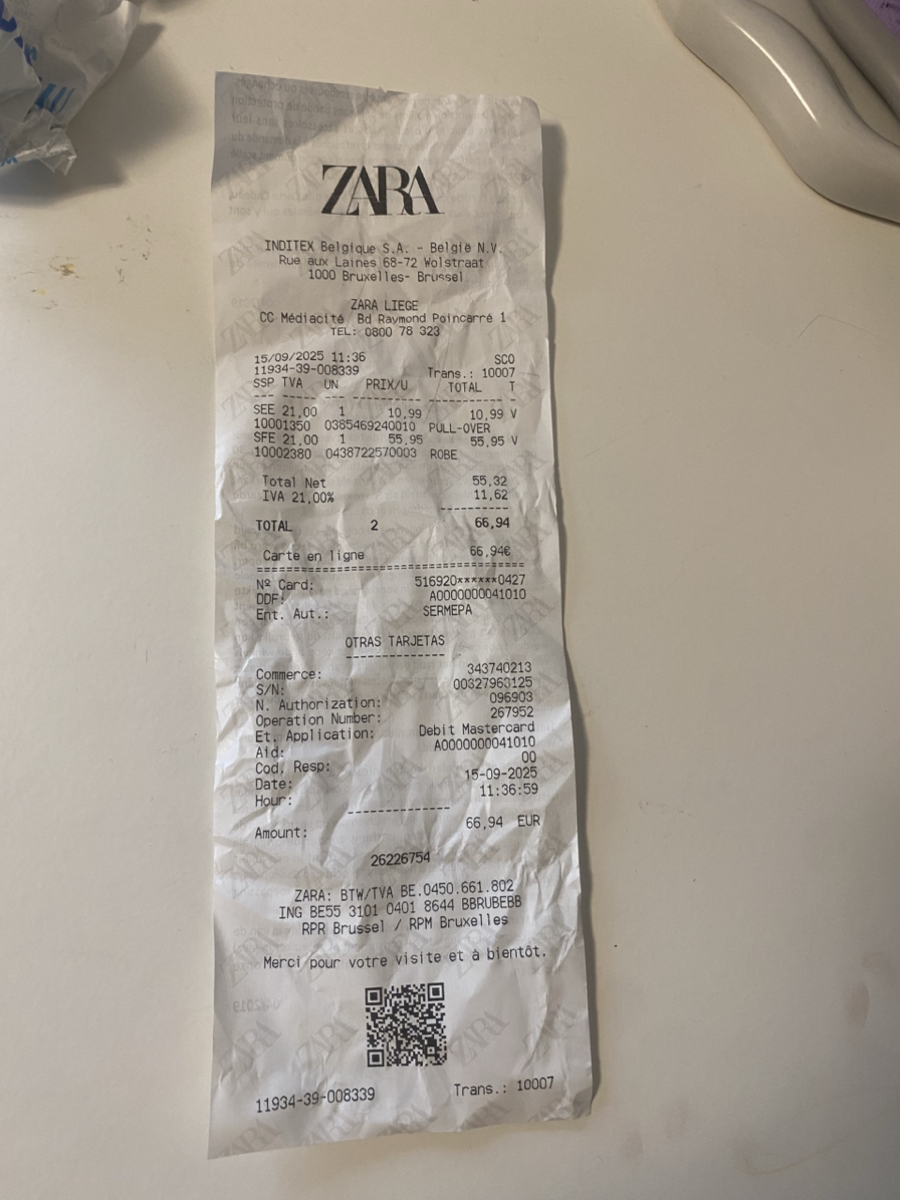 ZARA
INDITEX Belgique S.A. - België N.V.
Rue aux Laines 68-72 Wolstraat
1000 Bruxelles- Brussel
ZARA LIEGE
CC Médiacité Bd Raymond Poincarré 1
TEL: 0800 78 323
15/09/2025 11:36 SCO
11934-39-008339 Trans.: 10007
SSP TVA UN PRIX/U TOTAL T
--- ----- --- --------- --------- -
SEE 21,00 1 10,99 10,99 V
10001350 0385469240010 PULL-OVER
SFE 21,00 1 55,95 55,95 V
10002380 0438722570003 ROBE
Total Net 55,32
IVA 21,00% 11,62
----------
TOTAL 2 66,94
Carte en ligne 66,94€
======================================
Nº Card: 516920******0427
DDF: A0000000041010
Ent. Aut.: SERMEPA
OTRAS TARJETAS
--------------
Commerce: 343740213
S/N: 00327963125
N. Authorization: 096903
Operation Number: 267952
Et. Application: Debit Mastercard
Aid: A0000000041010
Cod. Resp: 00
Date: 15-09-2025
Hour: 11:36:59
--------------
Amount: 66,94 EUR
26226754
ZARA: BTW/TVA BE.0450.661.802
ING BE55 3101 0401 8644 BBRUBEBB
RPR Brussel / RPM Bruxelles
Merci pour votre visite et à bientôt.
11934-39-008339 Trans.: 10007